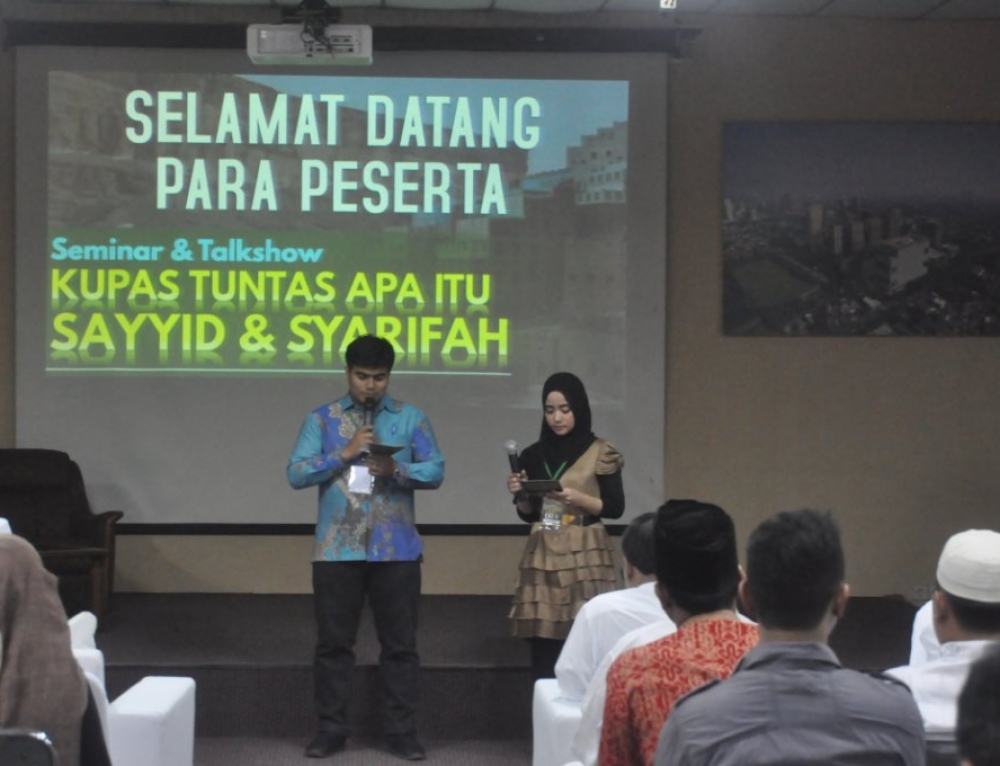 SELAMAT DATANG
PARA PESERTA
Seminar & Talkshow
KUPAS TUNTAS APA ITU
SAYYID & SYARIFAH